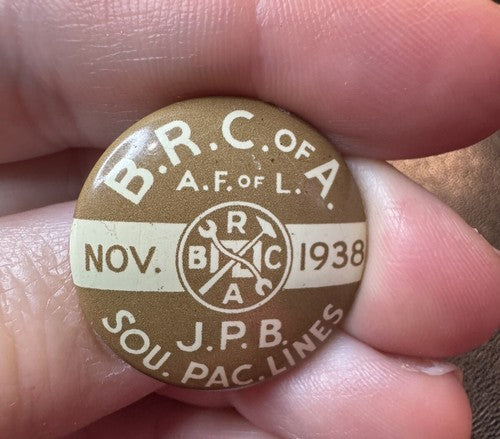 B.R.C. OF A.
A.F. OF L.
NOV. 1938
R
B C
A
J.P.B.
SOU. PAC. LINES